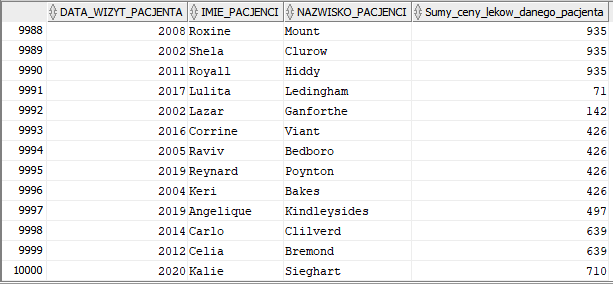 DATA_WIZYT_PACJENTA IMIE_PACJENCI NAZWISKO_PACJENCI Sumy_ceny_lekow_danego_pacjenta
9988 2008 Roxine Mount 935
9989 2002 Shela Clurow 935
9990 2011 Royall Hiddy 935
9991 2017 Lulita Ledingham 71
9992 2002 Lazar Ganforthe 142
9993 2016 Corrine Viant 426
9994 2005 Raviv Bedboro 426
9995 2019 Reynard Poynton 426
9996 2004 Keri Bakes 426
9997 2019 Angelique Kindleysides 497
9998 2014 Carlo Clilverd 639
9999 2012 Celia Bremond 639
10000 2020 Kalie Sieghart 710